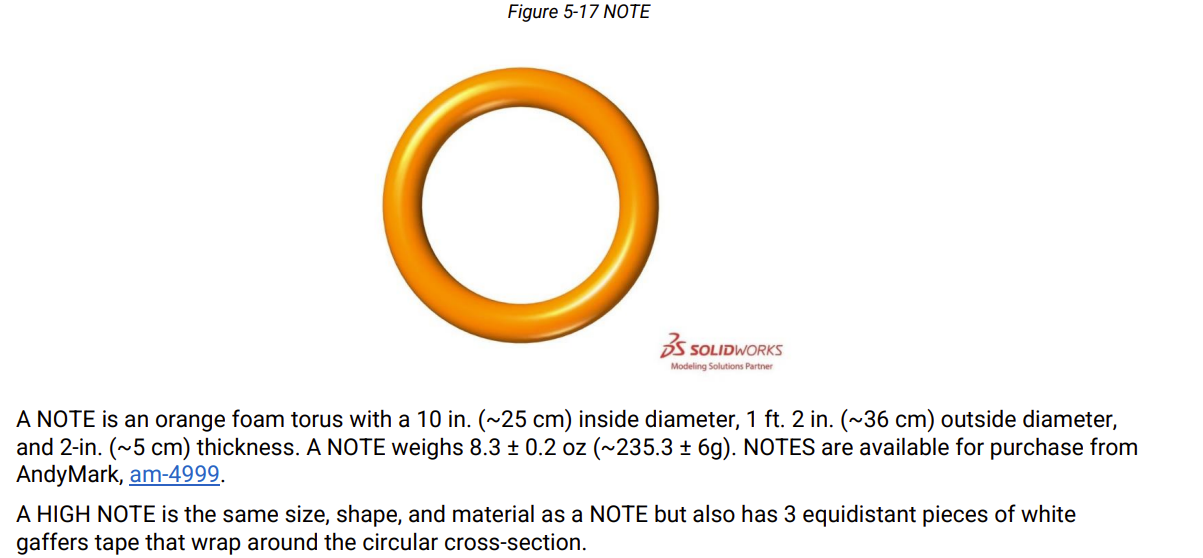 Figure 5-17 NOTE
SOLIDWORKS
Modeling Solutions Partner
A NOTE is an orange foam torus with a 10 in. (~25 cm) inside diameter, 1 ft. 2 in. (~36 cm) outside diameter,
and 2-in. (~5 cm) thickness. A NOTE weighs 8.3 ± 0.2 oz (~235.3 ± 6g). NOTES are available for purchase from
AndyMark, am-4999.
A HIGH NOTE is the same size, shape, and material as a NOTE but also has 3 equidistant pieces of white
gaffers tape that wrap around the circular cross-section.